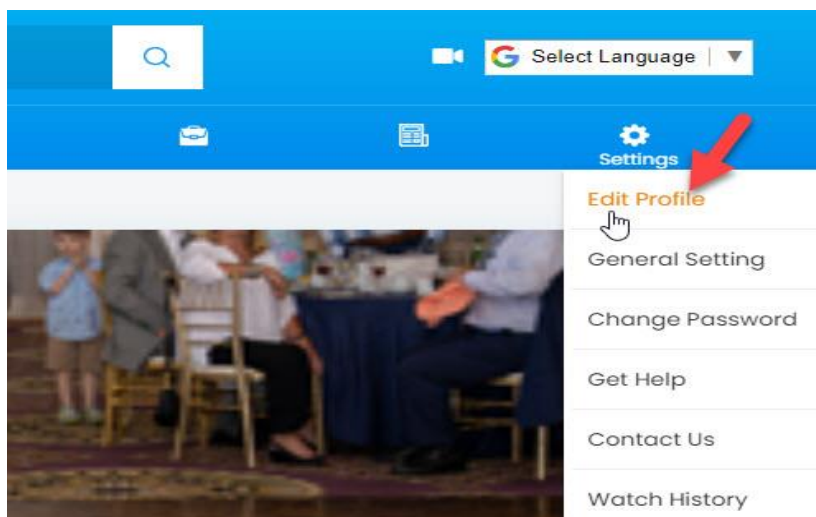 Select Language
Settings
Edit Profile
General Setting
Change Password
Get Help
Contact Us
Watch History